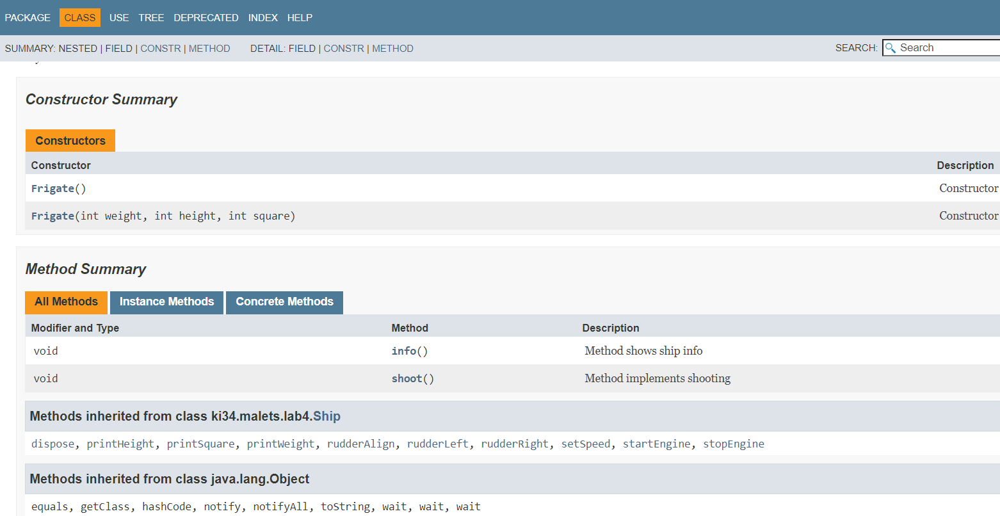 PACKAGE CLASS USE TREE DEPRECATED INDEX HELP
SUMMARY: NESTED | FIELD | CONSTR | METHOD DETAIL: FIELD | CONSTR | METHOD SEARCH: Search
Constructor Summary
Constructors
Constructor Description
Frigate() Constructor
Frigate(int weight, int height, int square) Constructor
Method Summary
All Methods Instance Methods Concrete Methods
Modifier and Type Method Description
void info() Method shows ship info
void shoot() Method implements shooting
Methods inherited from class ki34.malets.lab4.Ship
dispose, printHeight, printSquare, printWeight, rudderAlign, rudderLeft, rudderRight, setSpeed, startEngine, stopEngine
Methods inherited from class java.lang.Object
equals, getClass, hashCode, notify, notifyAll, toString, wait, wait, wait